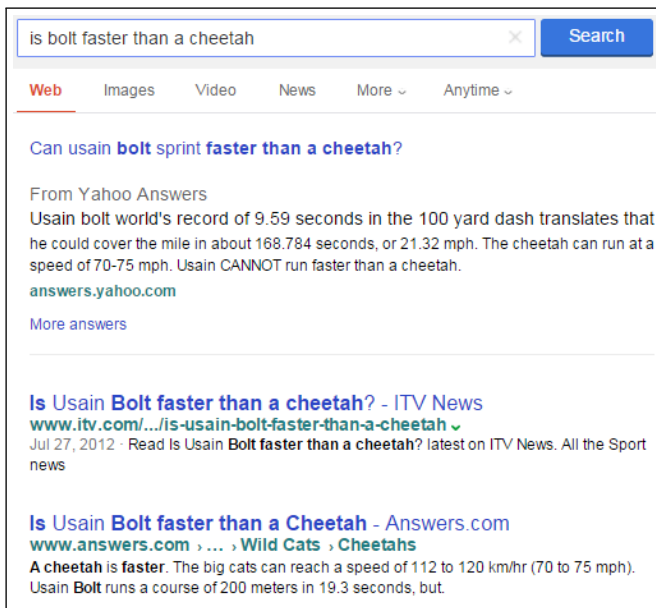 is bolt faster than a cheetah × Search
Web Images Video News More Anytime
Can usain bolt sprint faster than a cheetah?
From Yahoo Answers
Usain bolt world's record of 9.59 seconds in the 100 yard dash translates that
he could cover the mile in about 168.784 seconds, or 21.32 mph. The cheetah can run at a
speed of 70-75 mph. Usain CANNOT run faster than a cheetah.
answers.yahoo.com
More answers
Is Usain Bolt faster than a cheetah? - ITV News
www.itv.com/.../is-usain-bolt-faster-than-a-cheetah
Jul 27, 2012 · Read Is Usain Bolt faster than a cheetah? latest on ITV News. All the Sport
news
Is Usain Bolt faster than a Cheetah - Answers.com
www.answers.com › ... › Wild Cats › Cheetahs
A cheetah is faster. The big cats can reach a speed of 112 to 120 km/hr (70 to 75 mph).
Usain Bolt runs a course of 200 meters in 19.3 seconds, but.